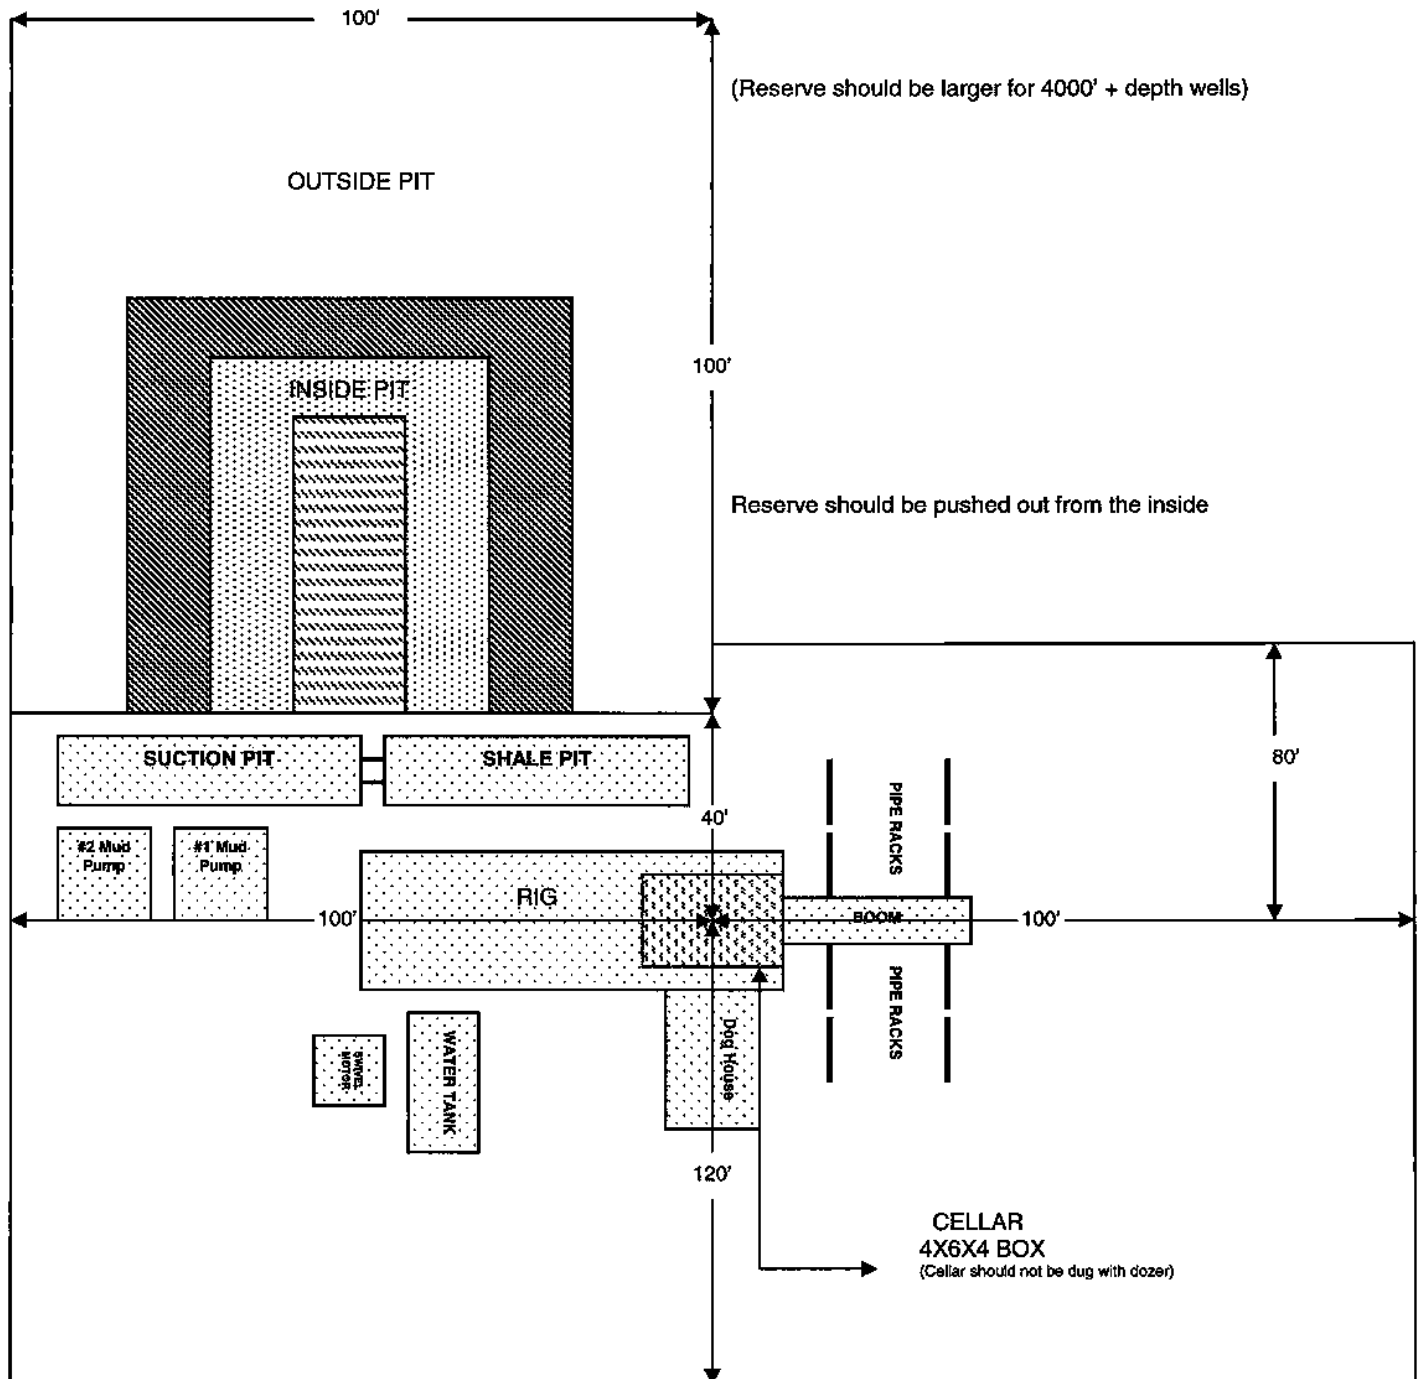 100'
(Reserve should be larger for 4000' + depth wells)
OUTSIDE PIT
100'
INSIDE PIT
Reserve should be pushed out from the inside
SUCTION PIT
SHALE PIT
80'
PIPE RACKS
40'
#2 Mud
Pump
#1 Mud
Pump
RIG
100'
BOOM
100'
PIPE RACKS
Dog House
SWIVEL
MOTOR
WATER TANK
120'
CELLAR
4X6X4 BOX
(Cellar should not be dug with dozer)